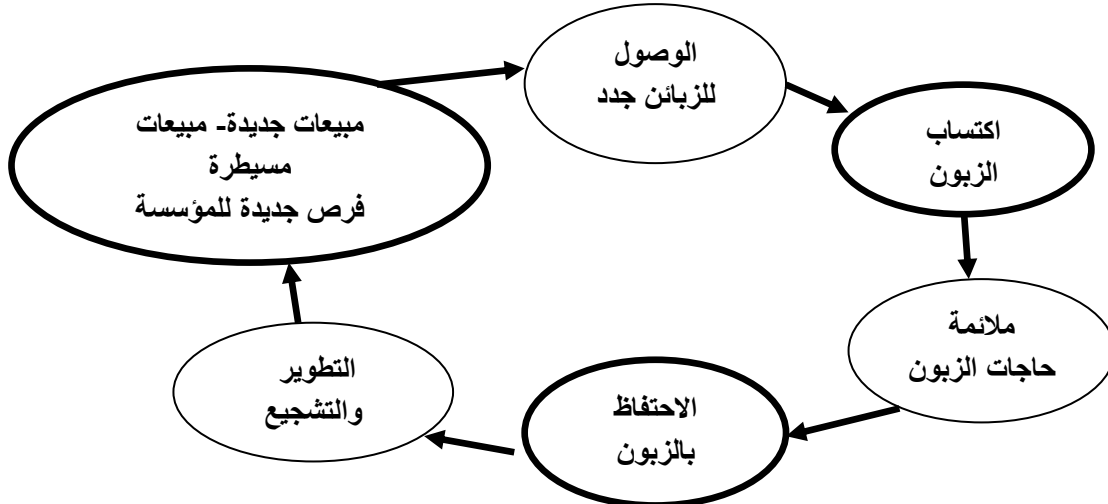 الوصول
للزبائن جدد
اكتساب
الزبون
ملائمة
حاجات الزبون
الاحتفاظ
بالزبون
التطوير
والتشجيع
مبيعات جديدة- مبيعات
مسيطرة
فرص جديدة للمؤسسة